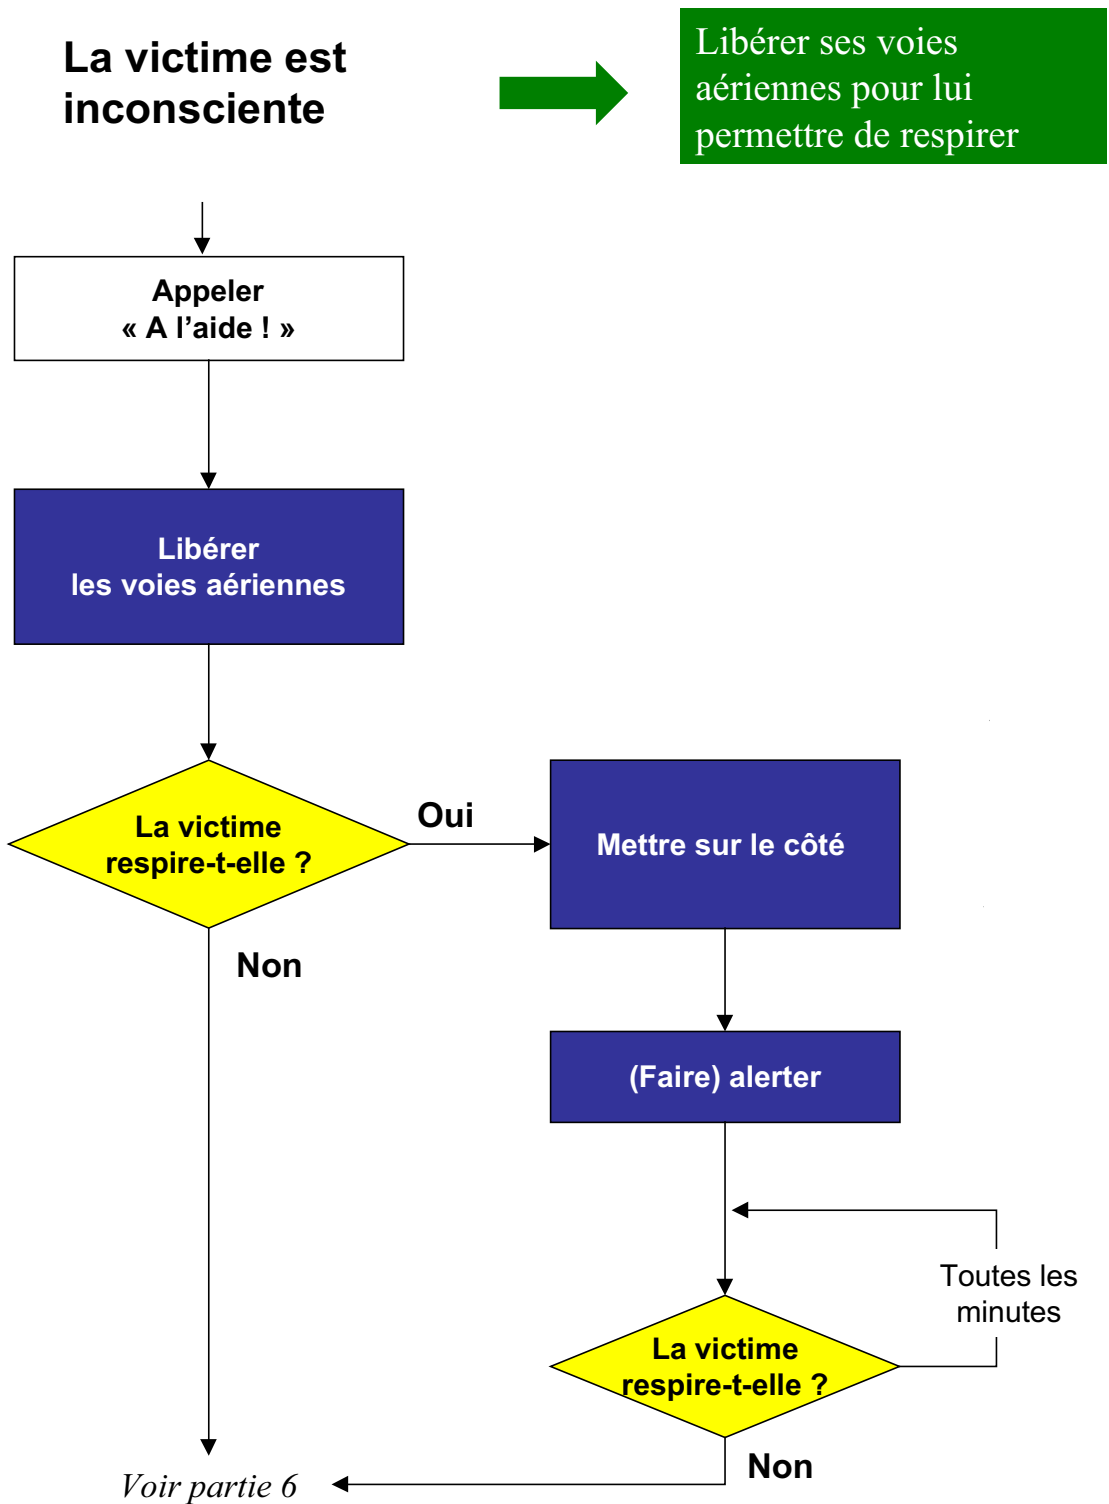 La victime est
inconsciente
Libérer ses voies
aériennes pour lui
permettre de respirer
Appeler
« A l’aide ! »
Libérer
les voies aériennes
La victime
respire-t-elle ?
Oui
Mettre sur le côté
Non
(Faire) alerter
Toutes les
minutes
La victime
respire-t-elle ?
Non
Voir partie 6